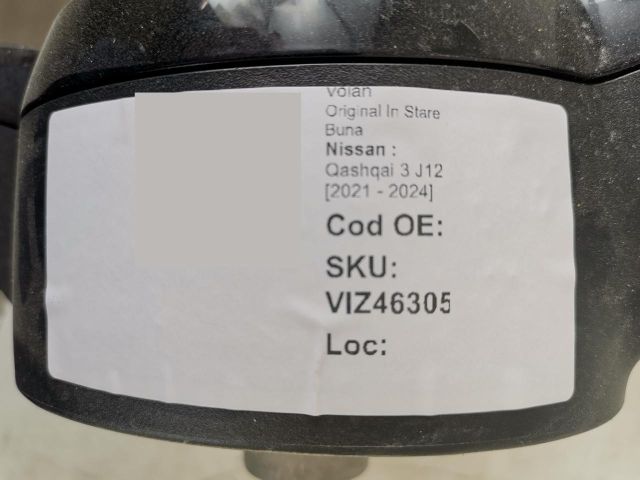 Volan
Original In Stare
Buna
Nissan :
Qashqai 3 J12
[2021 - 2024]
Cod OE:
SKU:
VIZ46305
Loc: